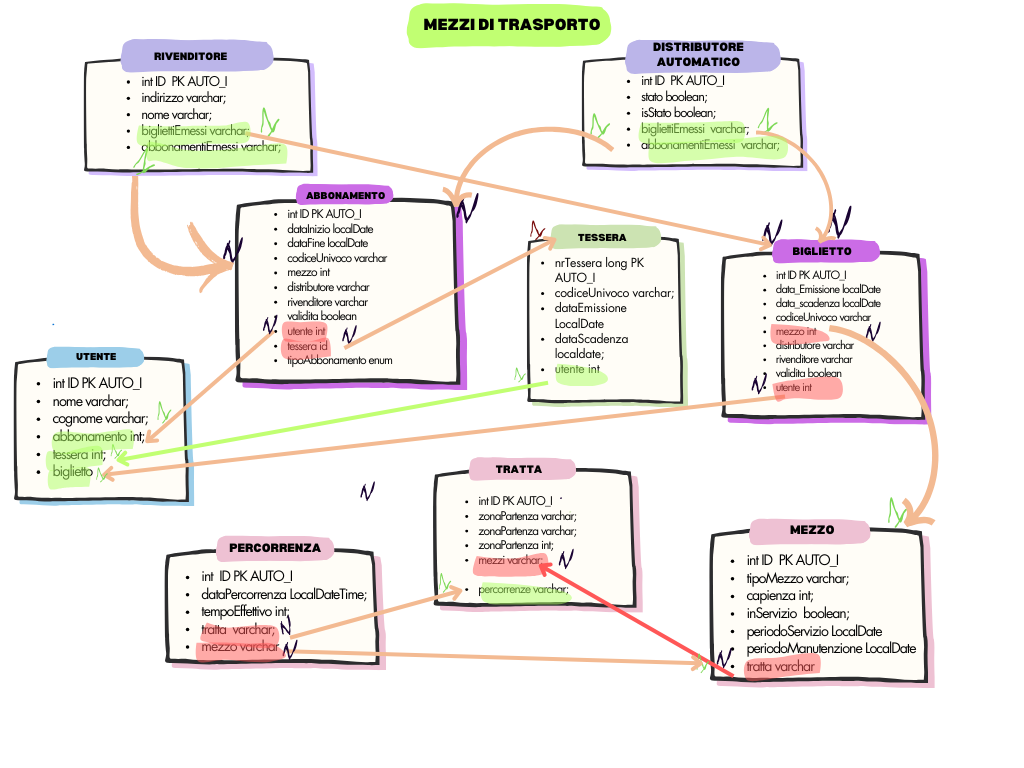 MEZZI DI TRASPORTO
RIVENDITORE
int ID PK AUTO_I
indirizzo varchar;
nome varchar;
bigliettiEmessi varchar;
abbonamentiEmessi varchar;
N
N
DISTRIBUTORE
AUTOMATICO
int ID PK AUTO_I
stato boolean;
isStato boolean;
bigliettiEmessi varchar;
abbonamentiEmessi varchar;
N
N
ABBONAMENTO
int ID PK AUTO_I
dataInizio localDate
dataFine localDate
codiceUnivoco varchar
mezzo int
distributore varchar
rivenditore varchar
validita boolean
utente int
tessera id
tipoAbbonamento enum
N
N
N
N
TESSERA
nrTessera long PK
AUTO_I
codiceUnivoco varchar;
dataEmissione
LocalDate
dataScadenza
localdate;
utente int
N
N
BIGLIETTO
int ID PK AUTO_I
data_Emissione localDate
data_scadenza localDate
codiceUnivoco varchar
mezzo int
distributore varchar
rivenditore varchar
validita boolean
utente int
N
N
N
N
UTENTE
int ID PK AUTO_I
nome varchar;
cognome varchar;
abbonamento int;
tessera int;
biglietto
N
N
N
TRATTA
int ID PK AUTO_I
zonaPartenza varchar;
zonaPartenza varchar;
zonaPartenza int;
mezzi varchar;
percorrenze varchar;
N
N
N
PERCORRENZA
int ID PK AUTO_I
dataPercorrenza LocalDateTime;
tempoEffettivo int;
tratta varchar;
mezzo varchar
N
N
MEZZO
int ID PK AUTO_I
tipoMezzo varchar;
capienza int;
inServizio boolean;
periodoServizio LocalDate
periodoManutenzione LocalDate
tratta varchar
N
N
N